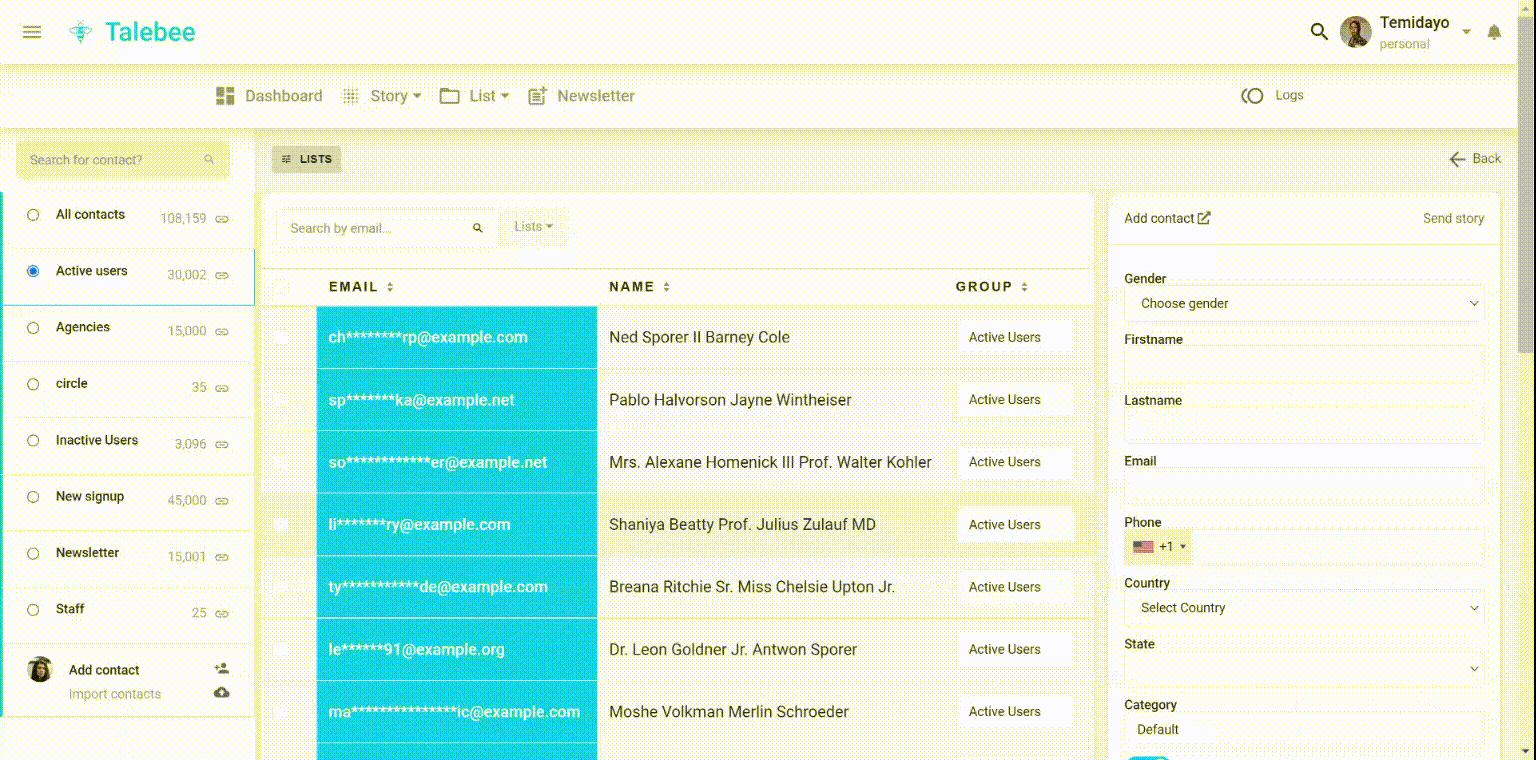 Talebee
Temidayo
personal
Dashboard Story List Newsletter
Logs
Search for contact?
LISTS
Back
All contacts 108,159
Active users 30,002
Agencies 15,000
circle 35
Inactive Users 3,096
New signup 45,000
Newsletter 15,001
Staff 25
Add contact
Import contacts
Search by email... Lists
EMAIL NAME GROUP
ch********rp@example.com Ned Sporer II Barney Cole Active Users
sp*******ka@example.net Pablo Halvorson Jayne Wintheiser Active Users
so************er@example.net Mrs. Alexane Homenick III Prof. Walter Kohler Active Users
li*******ry@example.com Shaniya Beatty Prof. Julius Zulauf MD Active Users
ty***********de@example.com Breana Ritchie Sr. Miss Chelsie Upton Jr. Active Users
le******91@example.org Dr. Leon Goldner Jr. Antwon Sporer Active Users
ma***************ic@example.com Moshe Volkman Merlin Schroeder Active Users
Add contact Send story
Gender
Choose gender
Firstname
Lastname
Email
Phone
+1
Country
Select Country
State
Category
Default